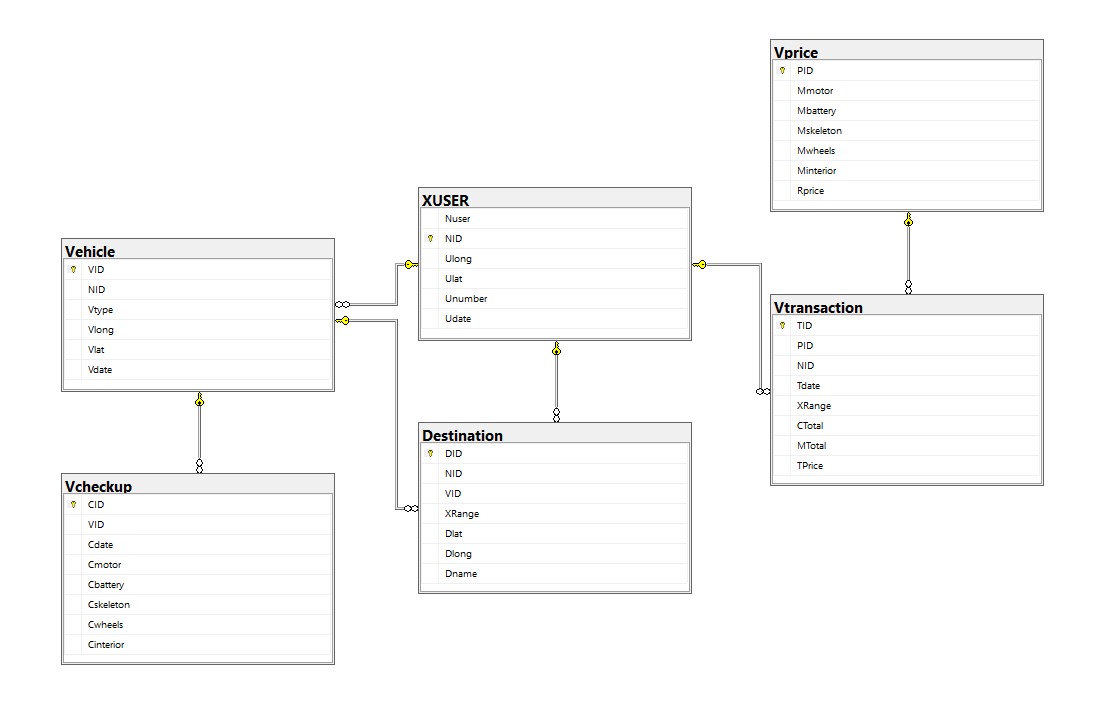 Vprice
PID
Mmotor
Mbattery
Mskeleton
Mwheels
Minterior
Rprice
XUSER
Nuser
NID
Ulong
Ulat
Unumber
Udate
Vehicle
VID
NID
Vtype
Vlong
Vlat
Vdate
Vtransaction
TID
PID
NID
Tdate
XRange
CTotal
MTotal
TPrice
Destination
DID
NID
VID
XRange
Dlat
Dlong
Dname
Vcheckup
CID
VID
Cdate
Cmotor
Cbattery
Cskeleton
Cwheels
Cinterior